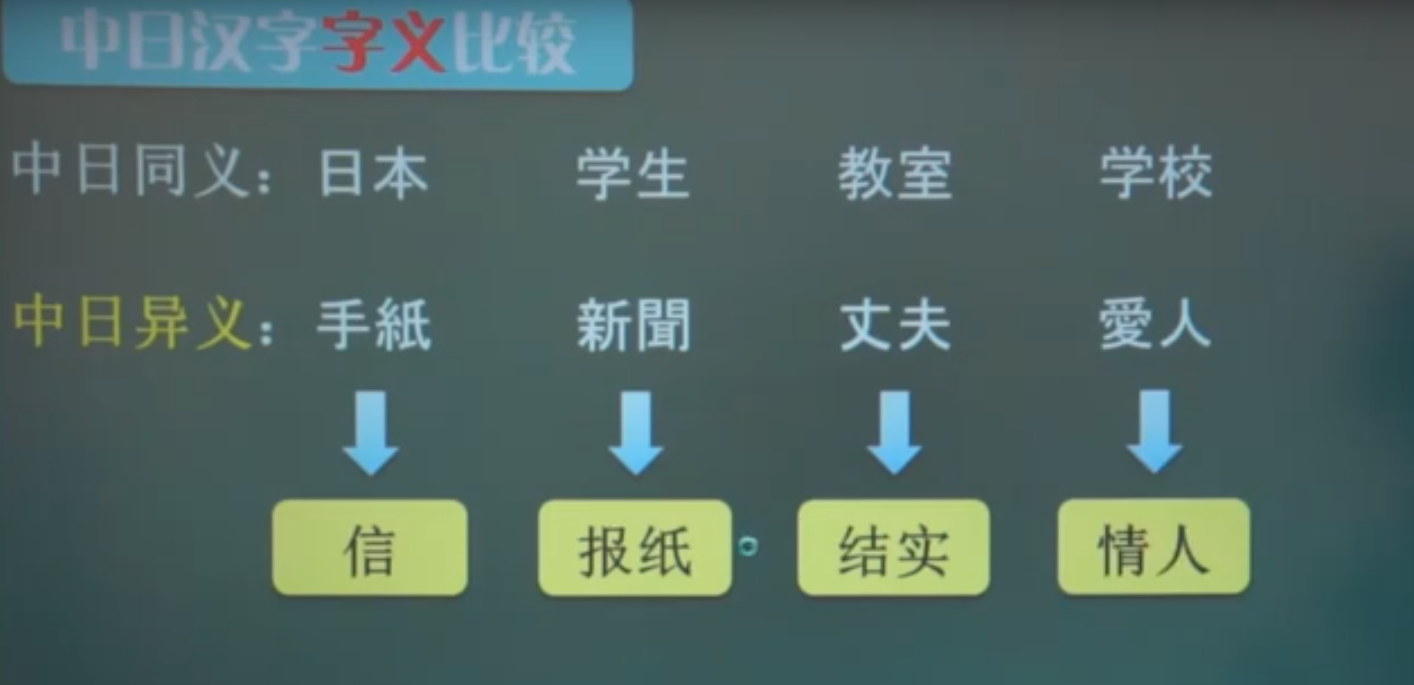 中日汉字字义比较
中日同义：日本 学生 教室 学校
中日异义：手紙 新聞 丈夫 愛人
信 报纸 结实 情人